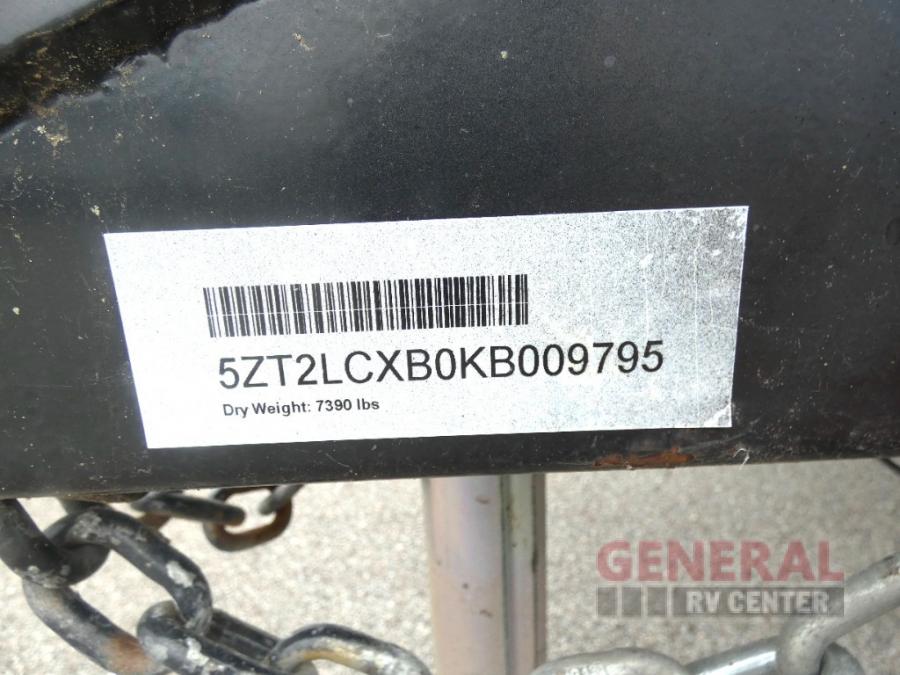 5ZT2LCXB0KB009795
Dry Weight: 7390 lbs
GENERAL
RV CENTER